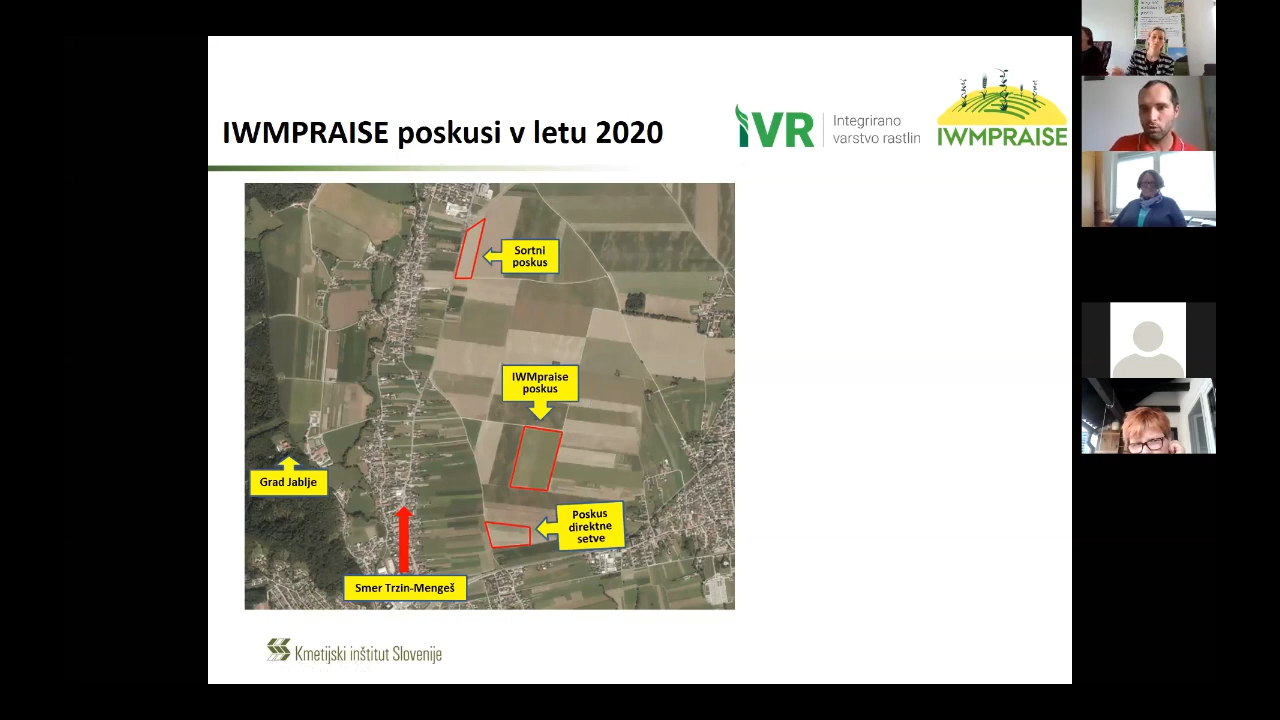 IWMPRAISE poskusi v letu 2020
iVR
Integrirano
varstvo rastlin
IWMPRAISE
Sortni
poskus
IWMpraise
poskus
Grad Jablje
Poskus
direktne
setve
Smer Trzin-Mengeš
Kmetijski inštitut Slovenije